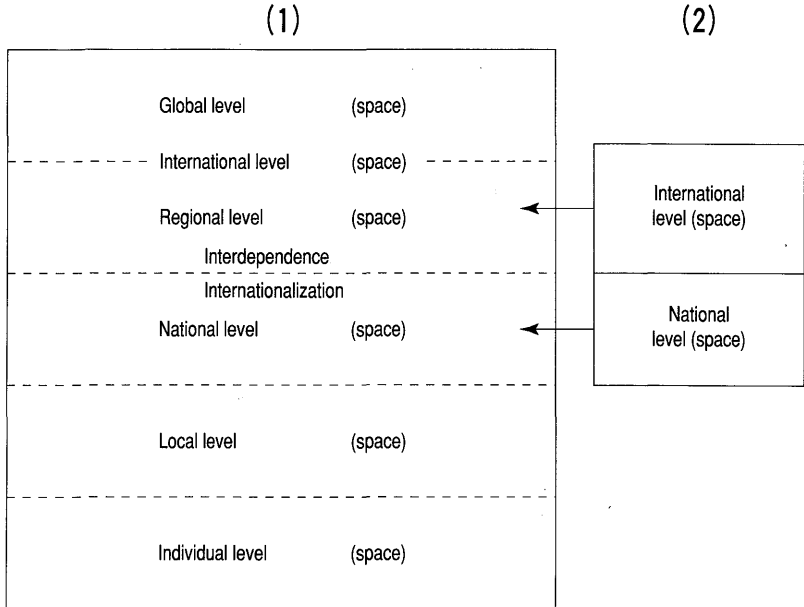 (1)
Global level (space)
International level (space)
Regional level (space)
Interdependence
Internationalization
National level (space)
Local level (space)
Individual level (space)
(2)
International
level (space)
National
level (space)